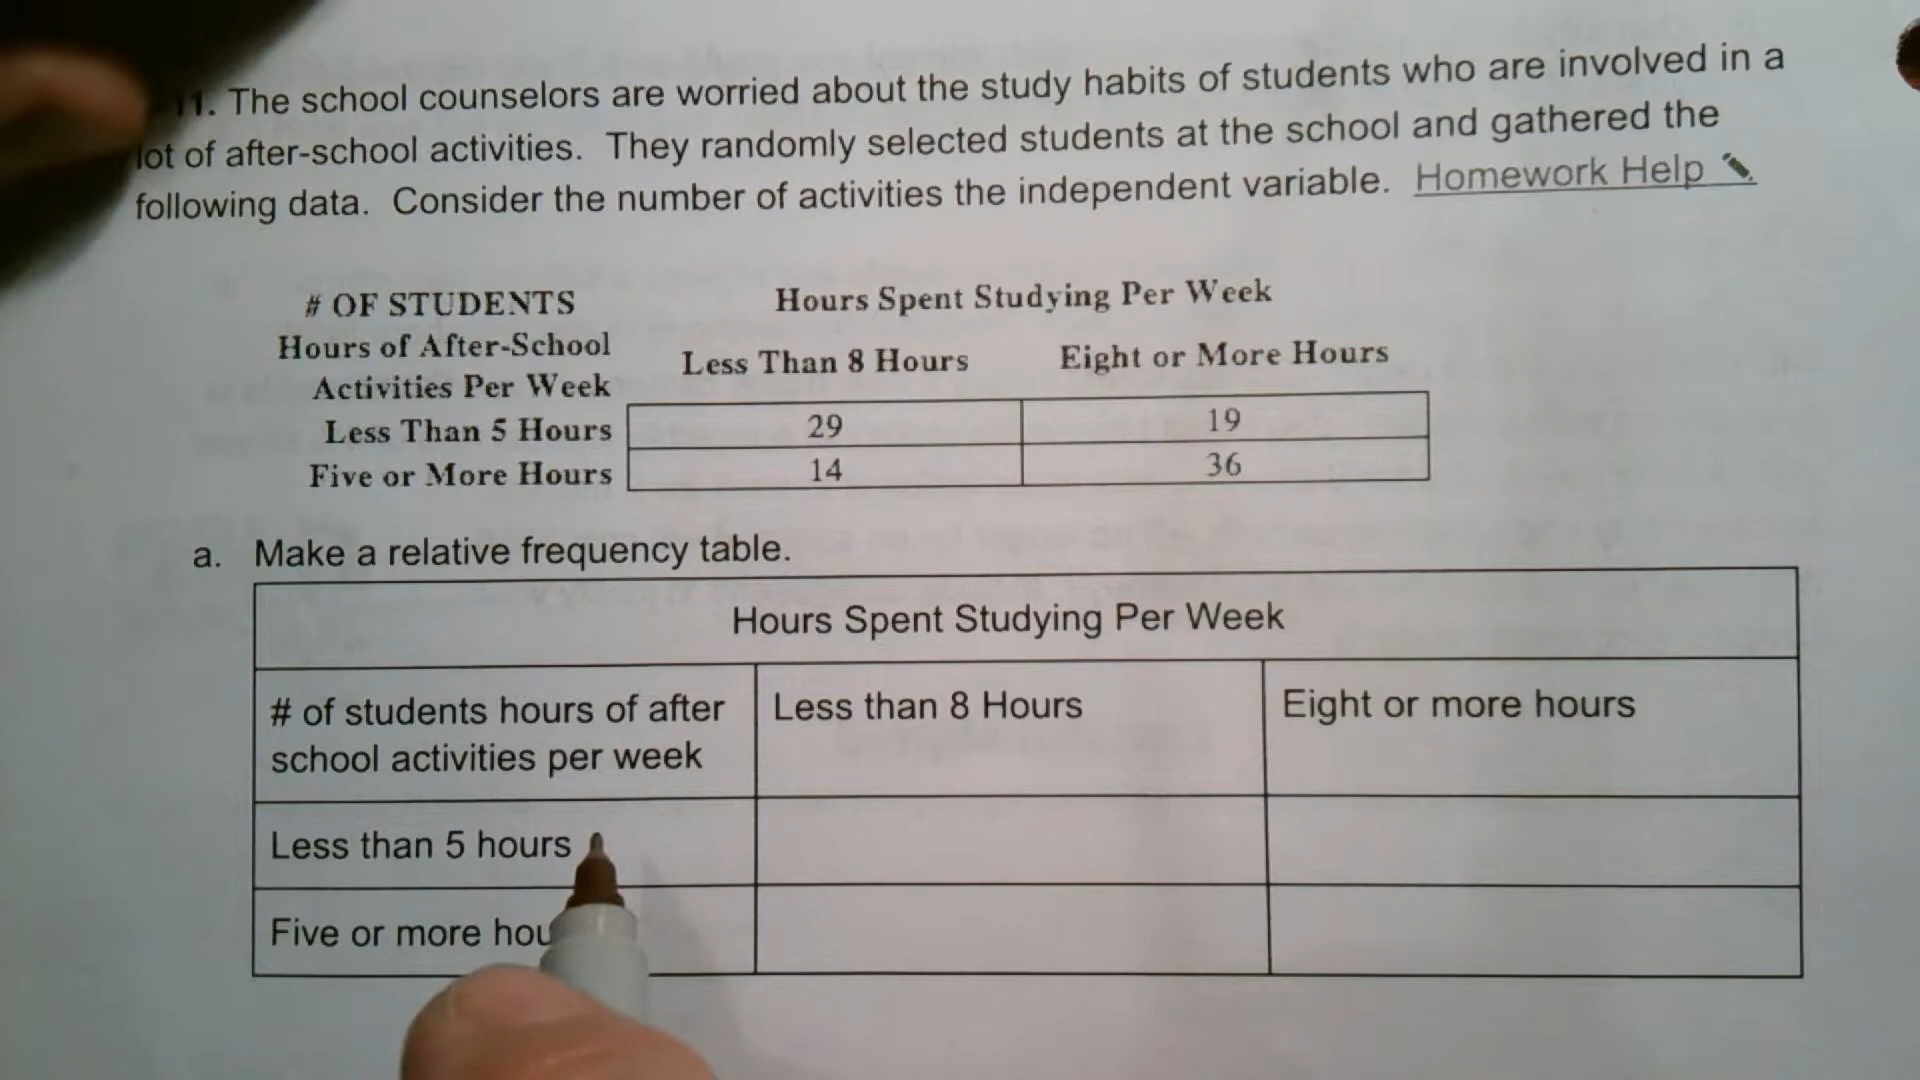 11. The school counselors are worried about the study habits of students who are involved in a
lot of after-school activities. They randomly selected students at the school and gathered the
following data. Consider the number of activities the independent variable. Homework Help
# OF STUDENTS Hours Spent Studying Per Week
Hours of After-School
Activities Per Week Less Than 8 Hours Eight or More Hours
Less Than 5 Hours 29 19
Five or More Hours 14 36
a. Make a relative frequency table.
Hours Spent Studying Per Week
# of students hours of after Less than 8 Hours Eight or more hours
school activities per week
Less than 5 hours
Five or more